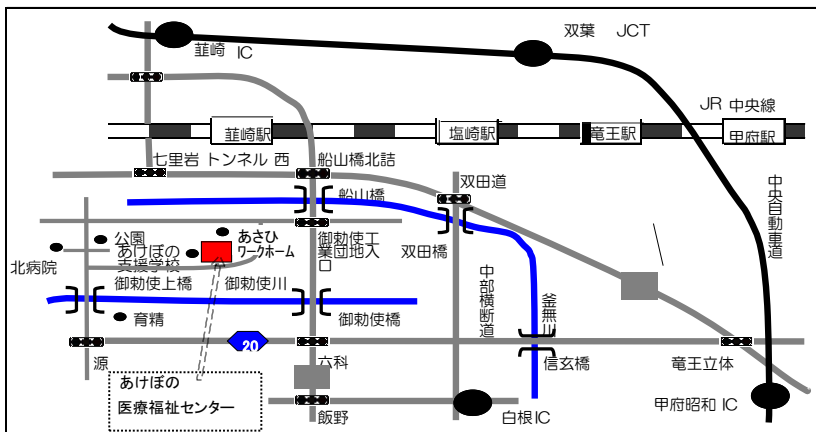 韮崎 IC
双葉 JCT
JR 中央線
韮崎駅
塩崎駅
竜王駅
甲府駅
七里岩 トンネル 西
船山橋北詰
船山橋
双田道
中央自動車道
公園
あけぼの
支援学校
北病院
あさひ
ワークホーム
御勅使工
業団地入
口
双田橋
御勅使上橋
御勅使川
中部横断道
釜無川
育精
御勅使橋
20
源
六科
信玄橋
竜王立体
あけぼの
医療福祉センター
飯野
白根IC
甲府昭和 IC